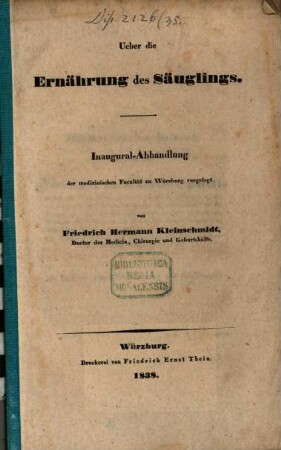 Diss. 2126/35.
Ueber die
Ernährung des Säuglings.
Inaugural-Abhandlung
der medizinischen Facultät zu Würzburg vorgelegt
von
Friedrich Hermann Kleinschmidt,
Doctor der Medicin, Chirurgie und Geburtshülfe.
BIBLIOTHECA
REGIA
MONACENSIS
Würzburg.
Druckerei von Friedrich Ernst Thein.
1838.